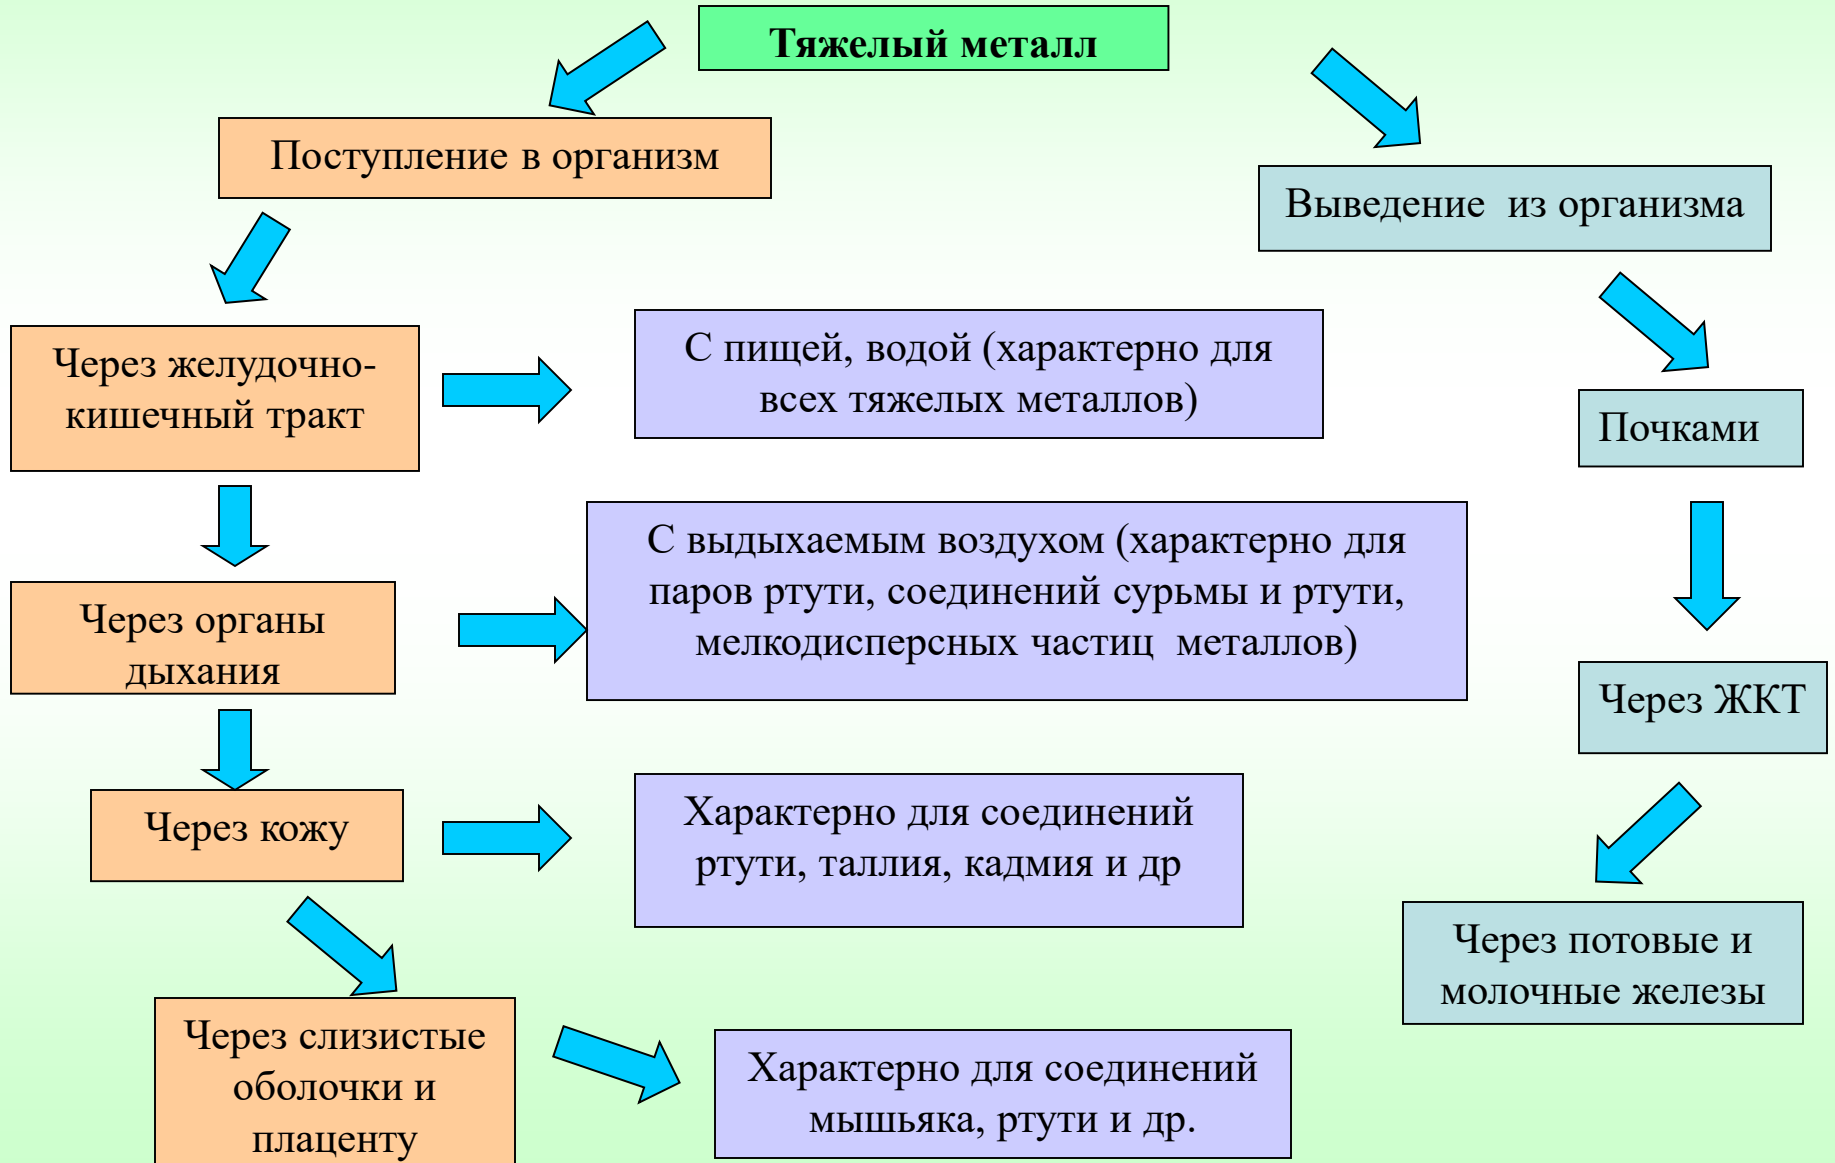 Тяжелый металл
Поступление в организм
Выведение  из организма
Через желудочно-
кишечный тракт
С пищей, водой (характерно для
всех тяжелых металлов)
Почками
С выдыхаемым воздухом (характерно для
паров ртути, соединений сурьмы и ртути,
мелкодисперсных частиц  металлов)
Через органы
дыхания
Через ЖКТ
Через кожу
Характерно для соединений
ртути, таллия, кадмия и др
Через потовые и
молочные железы
Через слизистые
оболочки и
плаценту
Характерно для соединений
мышьяка, ртути и др.